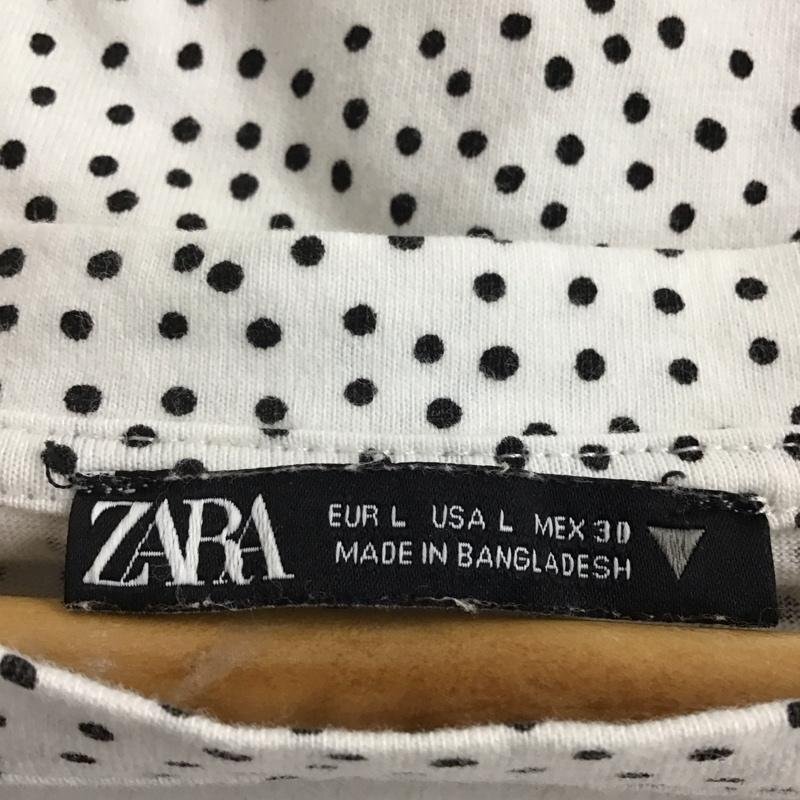 ZARA
EUR L USA L MEX 30
MADE IN BANGLADESH